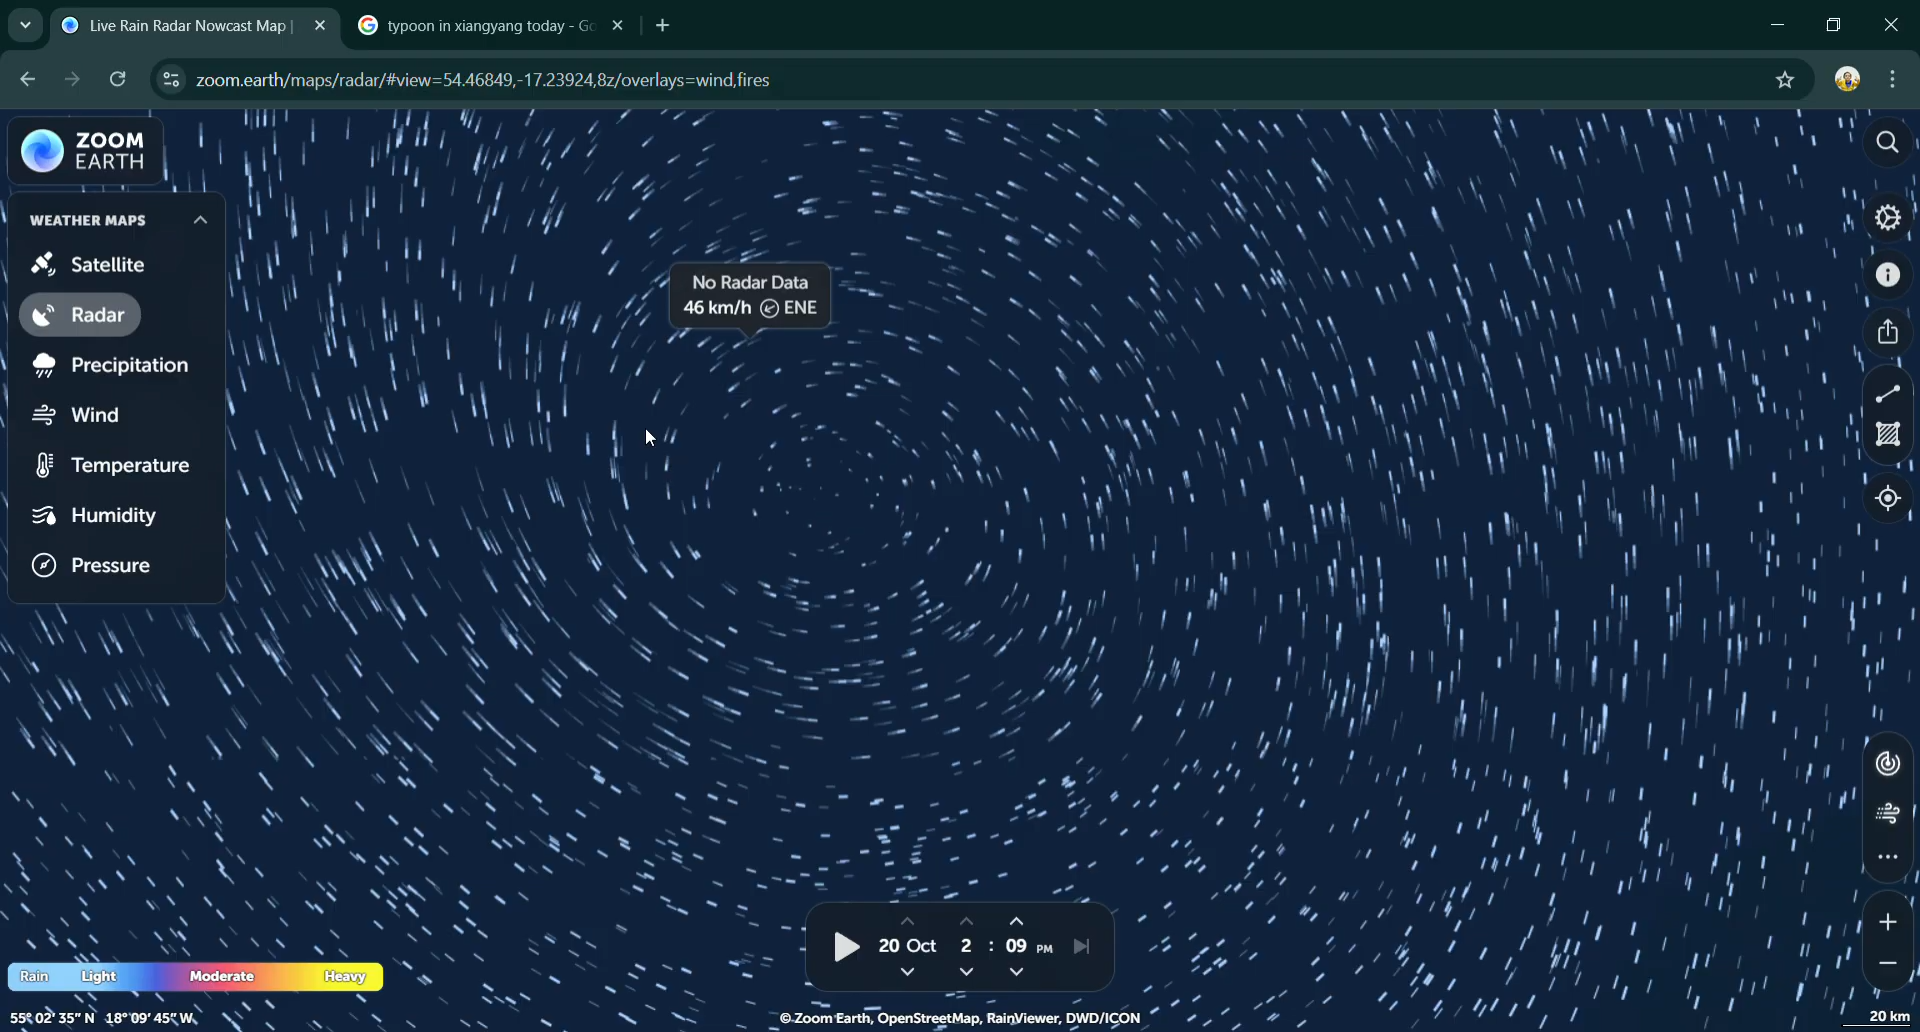 Live Rain Radar Nowcast Map |
typoon in xiangyang today - Go
zoom.earth/maps/radar/#view=54.46849,-17.23924,8z/overlays=wind,fires
ZOOM
EARTH
WEATHER MAPS
Satellite
Radar
Precipitation
Wind
Temperature
Humidity
Pressure
No Radar Data
46 km/h ENE
20 Oct 2 : 09 PM
Rain Light Moderate Heavy
55° 02' 35" N 18° 09' 45" W
© Zoom Earth, OpenStreetMap, RainViewer, DWD/ICON
20 km